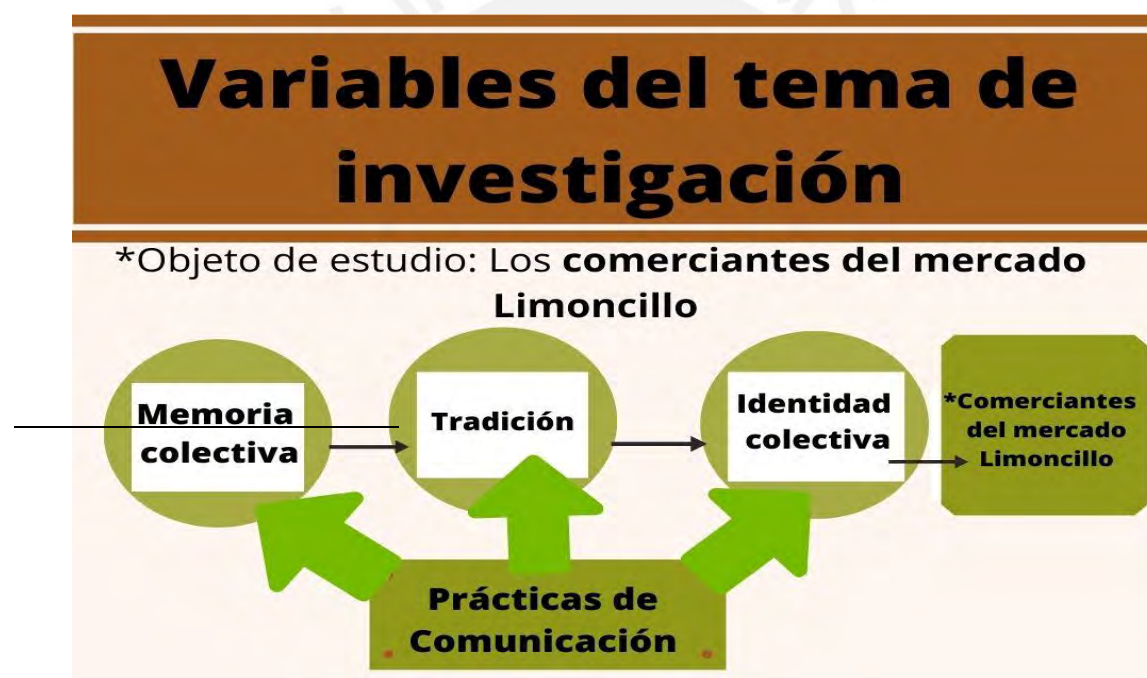 Variables del tema de
investigación
*Objeto de estudio: Los comerciantes del mercado
Limoncillo
Memoria
colectiva
Tradición
Identidad
colectiva
*Comerciantes
del mercado
Limoncillo
Prácticas de
Comunicación